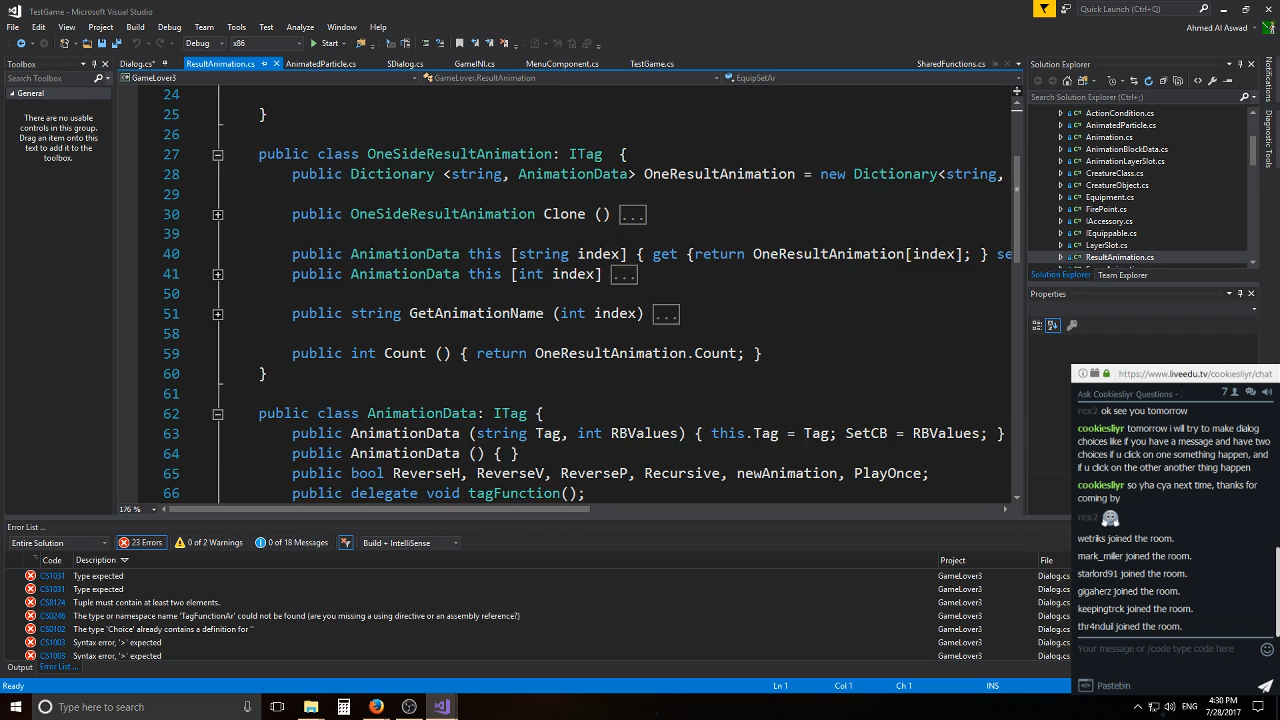 TestGame - Microsoft Visual Studio
Quick Launch (Ctrl+;)
File Edit View Project Build Debug Team Tools Test Analyze Window Help
Ahmed Al Aswad
Debug x86 Start
Toolbox
Search Toolbox
General
There are no usable
controls in this group.
Drag an item onto this
text to add it to the
toolbox.
Dialog.cs* ResultAnimation.cs AnimatedParticle.cs SDialog.cs GameINI.cs MenuComponent.cs TestGame.cs SharedFunctions.cs
GameLover3 GameLover.ResultAnimation EquipSetAr
24
25 }
26
27 public class OneSideResultAnimation: ITag {
28 public Dictionary <string, AnimationData> OneResultAnimation = new Dictionary<string,
29
30 public OneSideResultAnimation Clone () ...
39
40 public AnimationData this [string index] { get {return OneResultAnimation[index]; } se
41 public AnimationData this [int index] ...
50
51 public string GetAnimationName (int index) ...
58
59 public int Count () { return OneResultAnimation.Count; }
60 }
61
62 public class AnimationData: ITag {
63 public AnimationData (string Tag, int RBValues) { this.Tag = Tag; SetCB = RBValues; }
64 public AnimationData () { }
65 public bool ReverseH, ReverseV, ReverseP, Recursive, newAnimation, PlayOnce;
66 public delegate void tagFunction();
176 %
Solution Explorer
Search Solution Explorer (Ctrl+;)
ActionCondition.cs
AnimatedParticle.cs
Animation.cs
AnimationBlockData.cs
AnimationLayerSlot.cs
CreatureClass.cs
CreatureObject.cs
Equipment.cs
FirePoint.cs
IAccessory.cs
IEquippable.cs
LayerSlot.cs
ResultAnimation.cs
Solution Explorer Team Explorer
Properties
Notifications
Diagnostic Tools
Error List ...
Entire Solution 23 Errors 0 of 2 Warnings 0 of 18 Messages Build + IntelliSense
Code Description Project File
CS1031 Type expected GameLover3 Dialog.cs
CS1031 Type expected GameLover3 Dialog.cs
CS8124 Tuple must contain at least two elements. GameLover3 Dialog.cs
CS0246 The type or namespace name 'TagFunctionAr' could not be found (are you missing a using directive or an assembly reference?) GameLover3 Dialog.cs
CS0102 The type 'Choice' already contains a definition for '' GameLover3 Dialog.cs
CS1003 Syntax error, '>' expected GameLover3 Dialog.cs
CS1003 Syntax error, '>' expected GameLover3 Dialog.cs
Output Error List ...
Ready Ln 1 Col 1 Ch 1 INS
https://www.liveedu.tv/cookiesliyr/chat
Ask Cookiesliyr Questions - : 7
rex2 ok see you tomorrow
cookiesliyr tomorrow i will try to make dialog
choices like if you have a message and have two
choices if u click on one something happen, and
if u click on the other another thing happen
cookiesliyr so yha cya next time, thanks for
coming by
rex2
wetriks joined the room.
mark_miller joined the room.
starlord91 joined the room.
gigaherz joined the room.
keepingtrck joined the room.
thr4nduil joined the room.
Your message or /code type code here
Pastebin
Type here to search
4:30 PM
7/28/2017